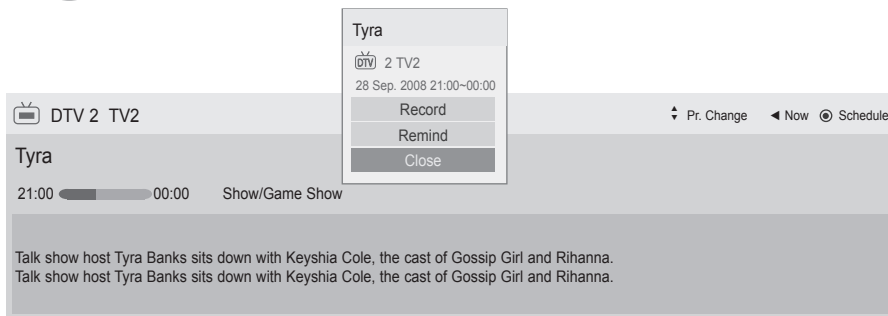 Tyra
DTV 2 TV2
28 Sep. 2008 21:00~00:00
Record
Remind
Close
DTV 2 TV2 Pr. Change Now Schedule
Tyra
21:00 00:00 Show/Game Show
Talk show host Tyra Banks sits down with Keyshia Cole, the cast of Gossip Girl and Rihanna.
Talk show host Tyra Banks sits down with Keyshia Cole, the cast of Gossip Girl and Rihanna.